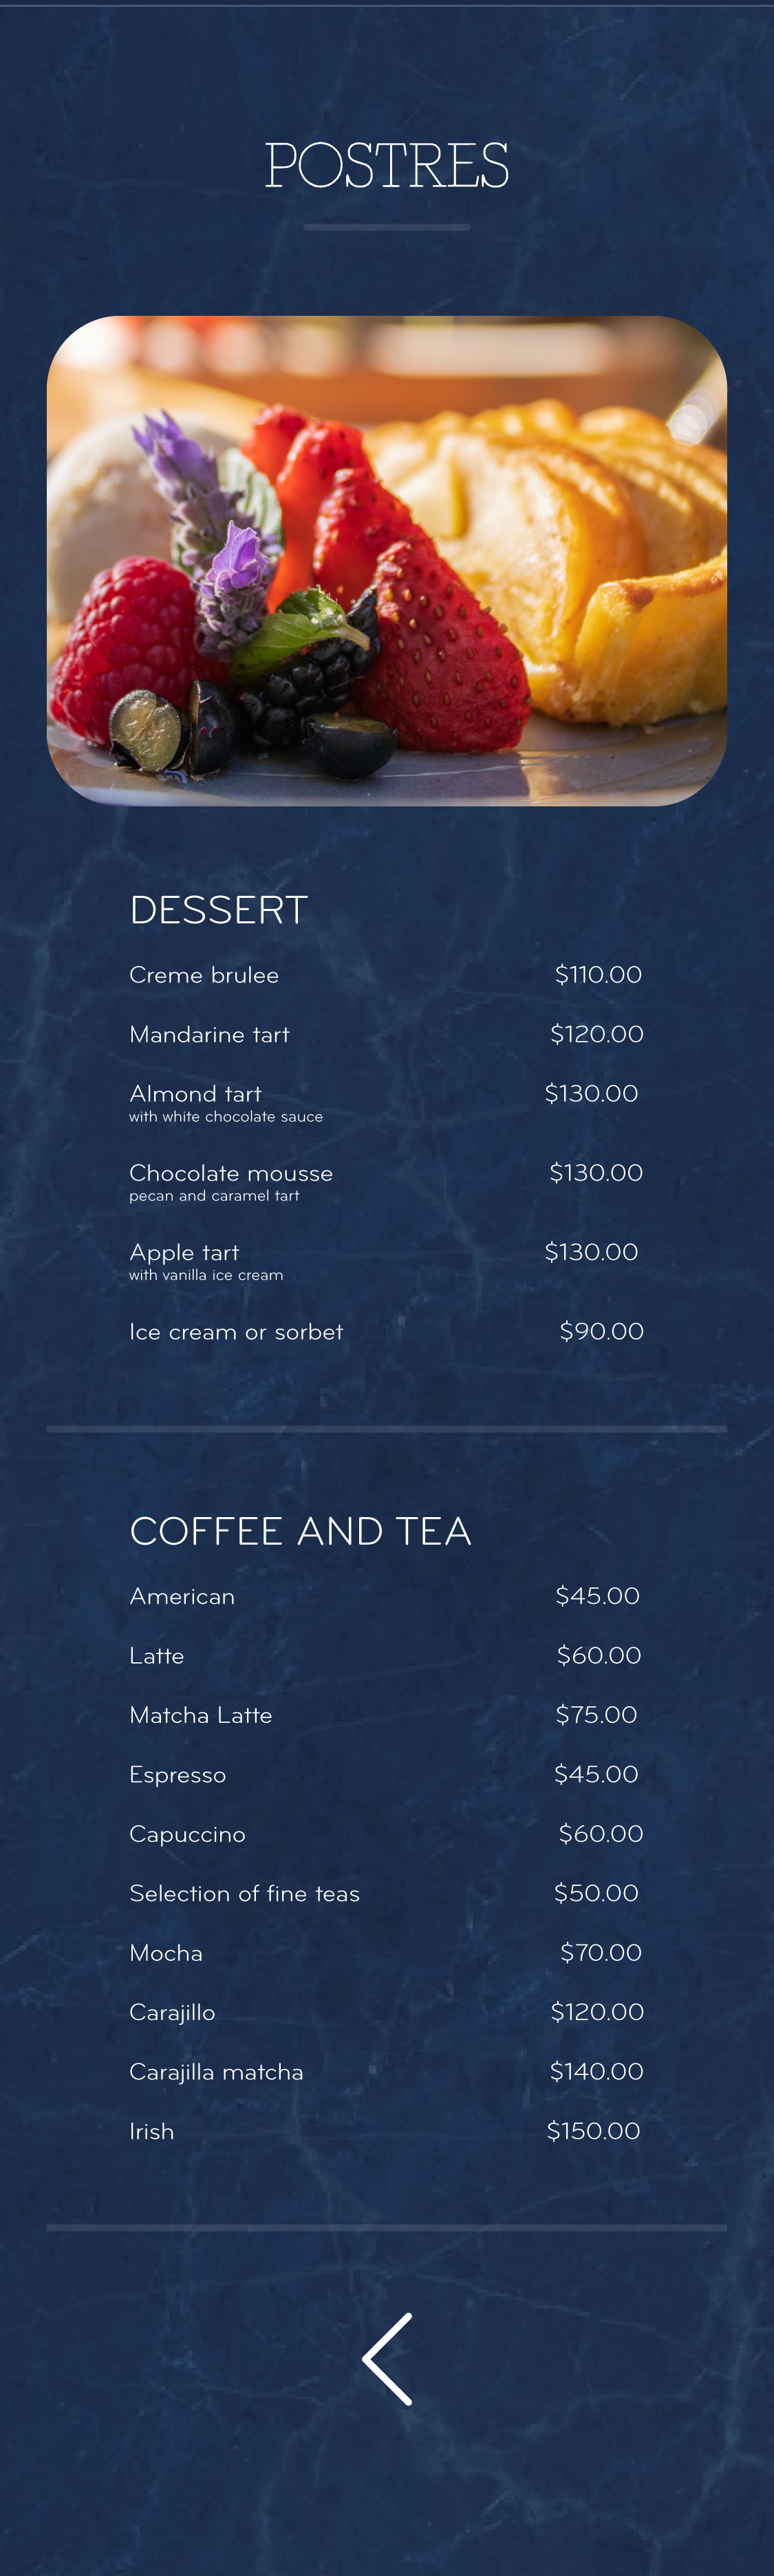 POSTRES
DESSERT
Creme brulee $110.00
Mandarine tart $120.00
Almond tart $130.00
with white chocolate sauce
Chocolate mousse $130.00
pecan and caramel tart
Apple tart $130.00
with vanilla ice cream
Ice cream or sorbet $90.00
COFFEE AND TEA
American $45.00
Latte $60.00
Matcha Latte $75.00
Espresso $45.00
Capuccino $60.00
Selection of fine teas $50.00
Mocha $70.00
Carajillo $120.00
Carajilla matcha $140.00
Irish $150.00